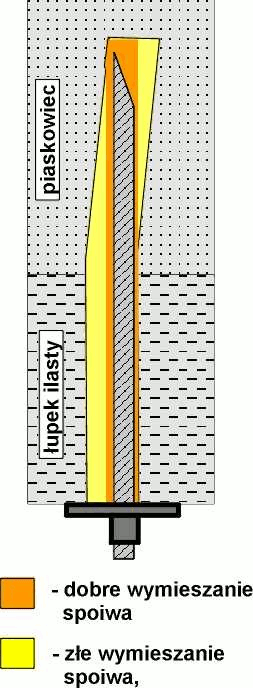 piaskowiec
łupek ilasty
- dobre wymieszanie
spoiwa
- złe wymieszanie
spoiwa,